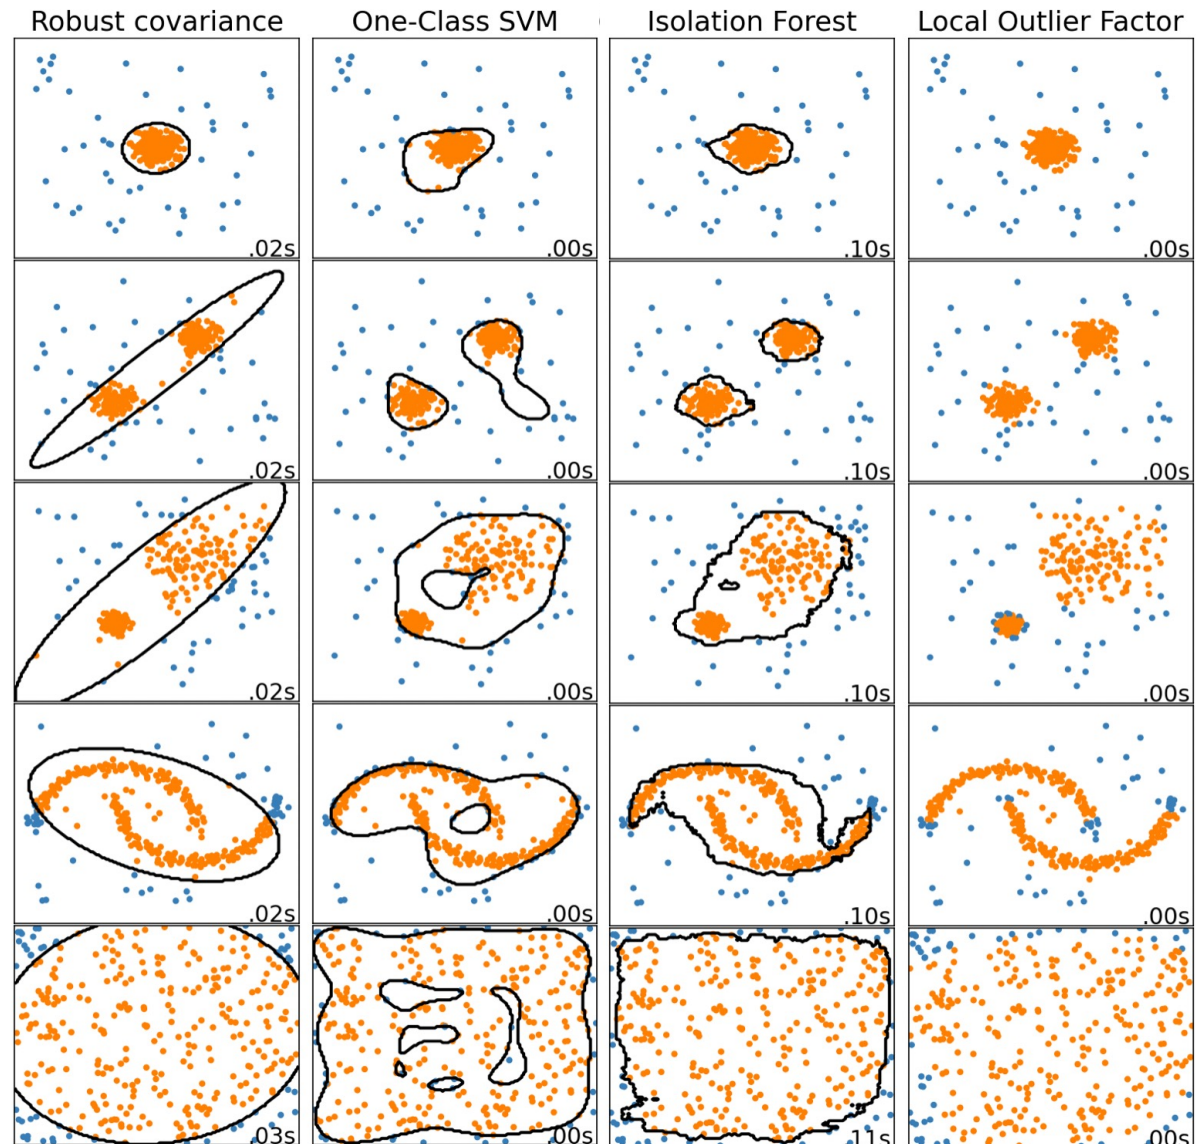 Robust covariance One-Class SVM Isolation Forest Local Outlier Factor
.02s .00s .10s .00s
.02s .00s .10s .00s
.02s .00s .10s .00s
.02s .00s .10s .00s
.03s .00s .11s .00s